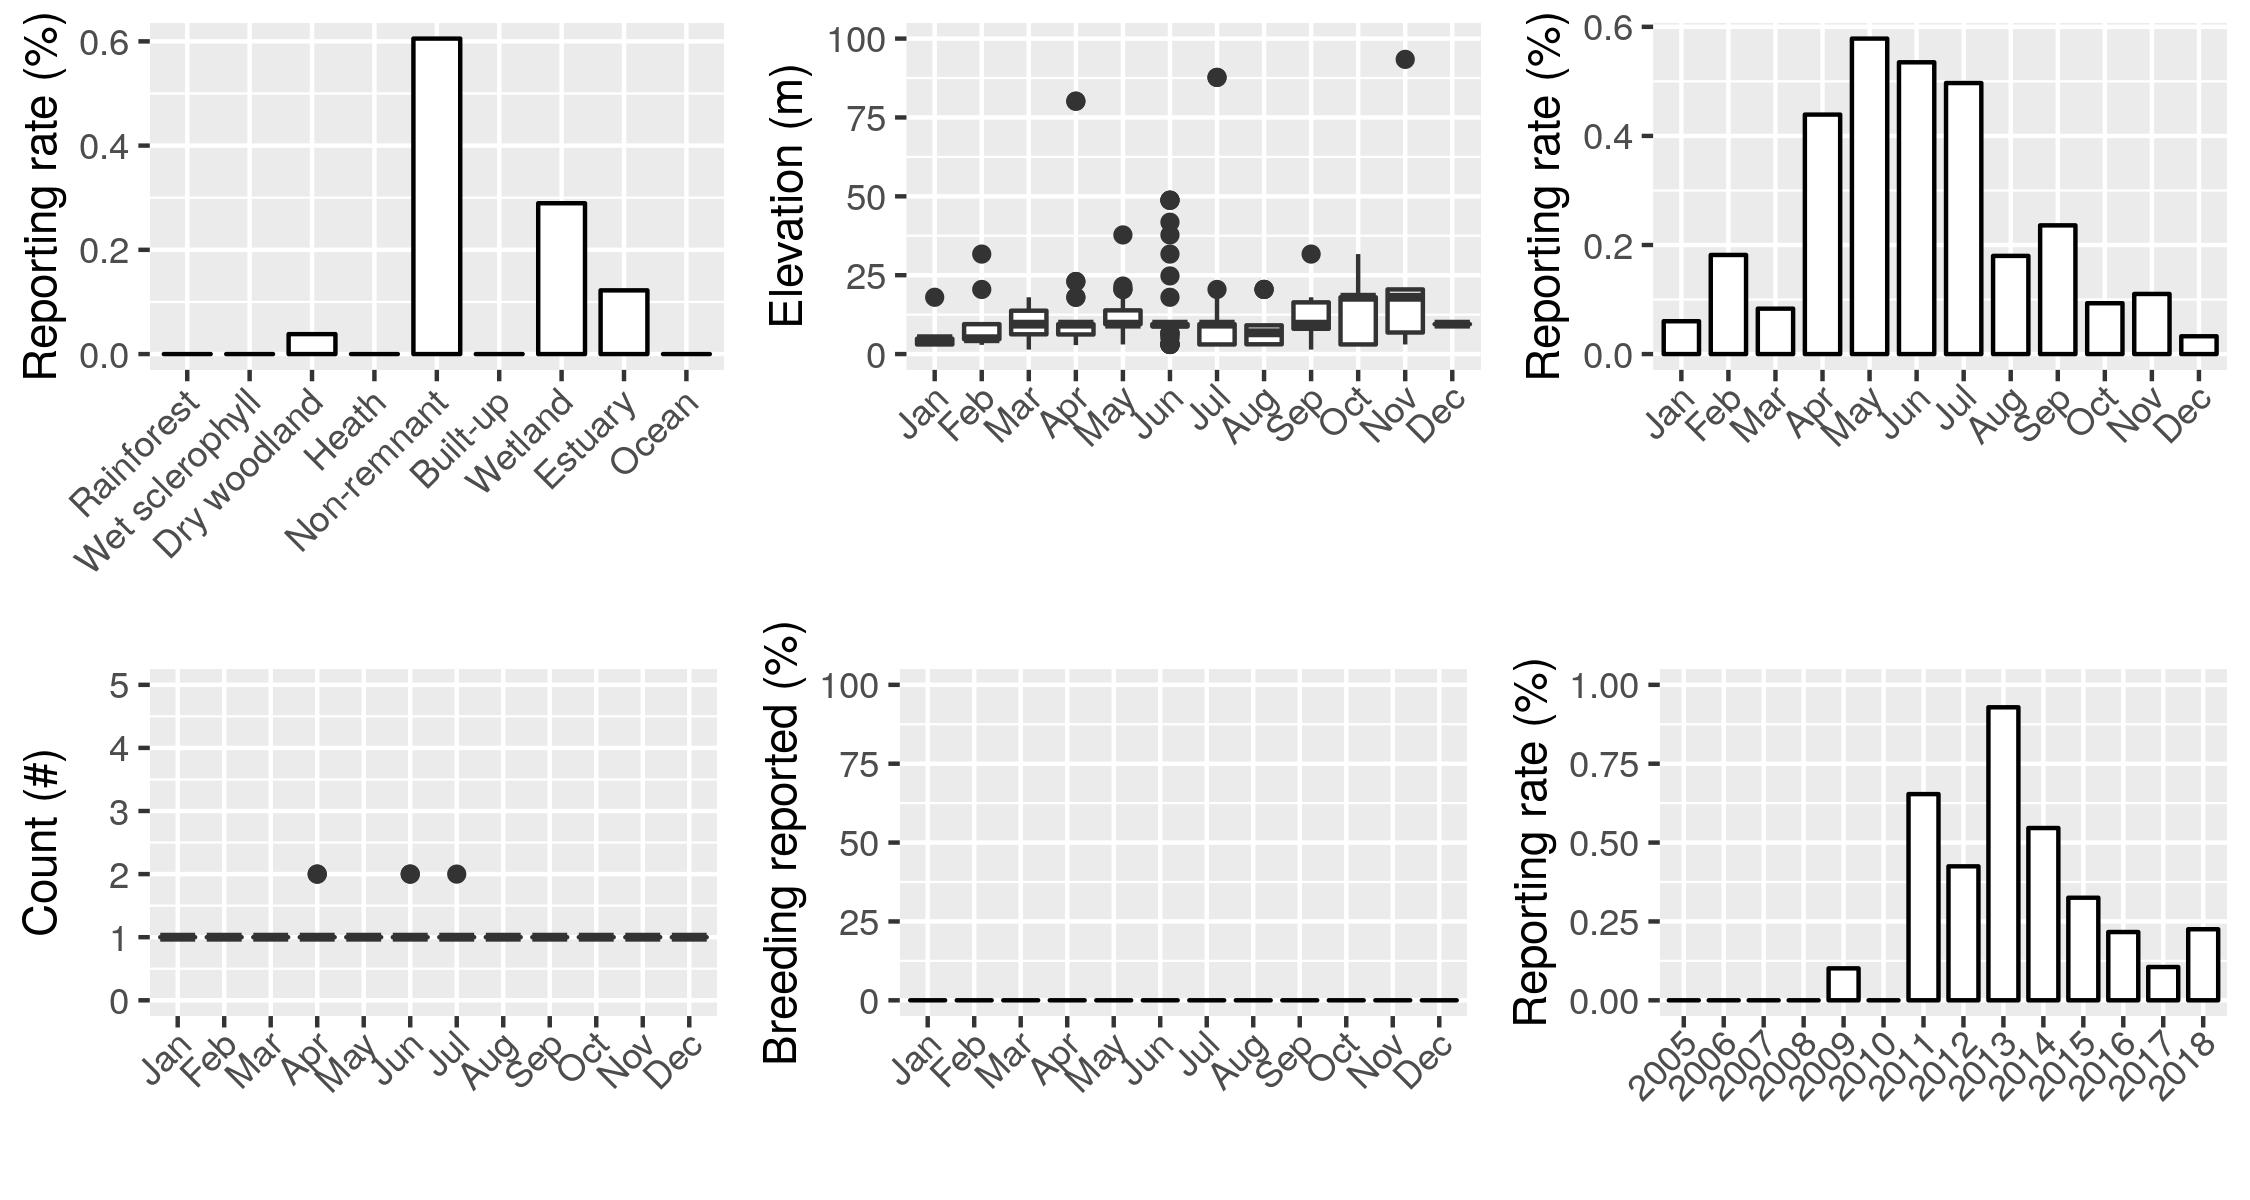 Reporting rate (%)
0.6
0.4
0.2
0.0
Rainforest
Wet sclerophyll
Dry woodland
Heath
Non-remnant
Built-up
Wetland
Estuary
Ocean
Elevation (m)
100
75
50
25
0
Jan
Feb
Mar
Apr
May
Jun
Jul
Aug
Sep
Oct
Nov
Dec
Reporting rate (%)
0.6
0.4
0.2
0.0
Jan
Feb
Mar
Apr
May
Jun
Jul
Aug
Sep
Oct
Nov
Dec
Count (#)
5
4
3
2
1
0
Jan
Feb
Mar
Apr
May
Jun
Jul
Aug
Sep
Oct
Nov
Dec
Breeding reported (%)
100
75
50
25
0
Jan
Feb
Mar
Apr
May
Jun
Jul
Aug
Sep
Oct
Nov
Dec
Reporting rate (%)
1.00
0.75
0.50
0.25
0.00
2005
2006
2007
2008
2009
2010
2011
2012
2013
2014
2015
2016
2017
2018